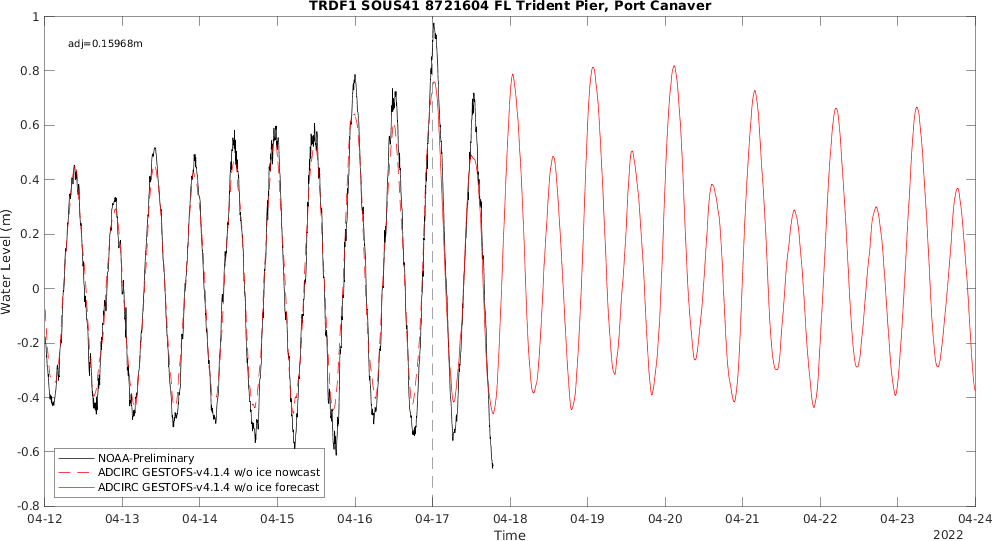 TRDF1 SOUS41 8721604 FL Trident Pier, Port Canaver
adj=0.15968m
1
0.8
0.6
0.4
0.2
0
-0.2
-0.4
-0.6
-0.8
Water Level (m)
NOAA-Preliminary
ADCIRC GESTOFS-v4.1.4 w/o ice nowcast
ADCIRC GESTOFS-v4.1.4 w/o ice forecast
04-12 04-13 04-14 04-15 04-16 04-17 04-18 04-19 04-20 04-21 04-22 04-23 04-24
Time
2022